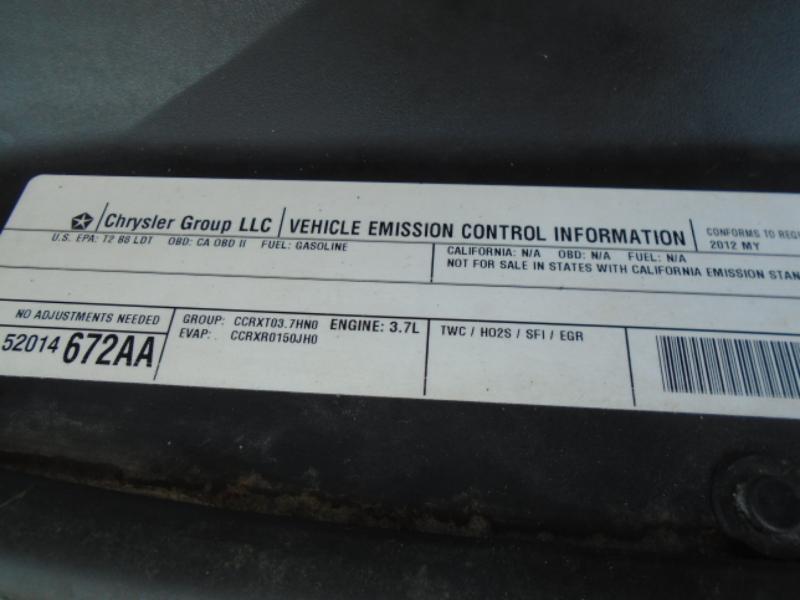 Chrysler Group LLC VEHICLE EMISSION CONTROL INFORMATION
CONFORMS TO
2012 MY
U.S. EPA: T2 B8 LDT OBD: CA OBD II FUEL: GASOLINE
CALIFORNIA: N/A OBD: N/A FUEL: N/A
NOT FOR SALE IN STATES WITH CALIFORNIA EMISSION
NO ADJUSTMENTS NEEDED
52014 672AA
GROUP: CCRXT03.7HN0 ENGINE: 3.7L
EVAP: CCRXR0150JH0
TWC / HO2S / SFI / EGR